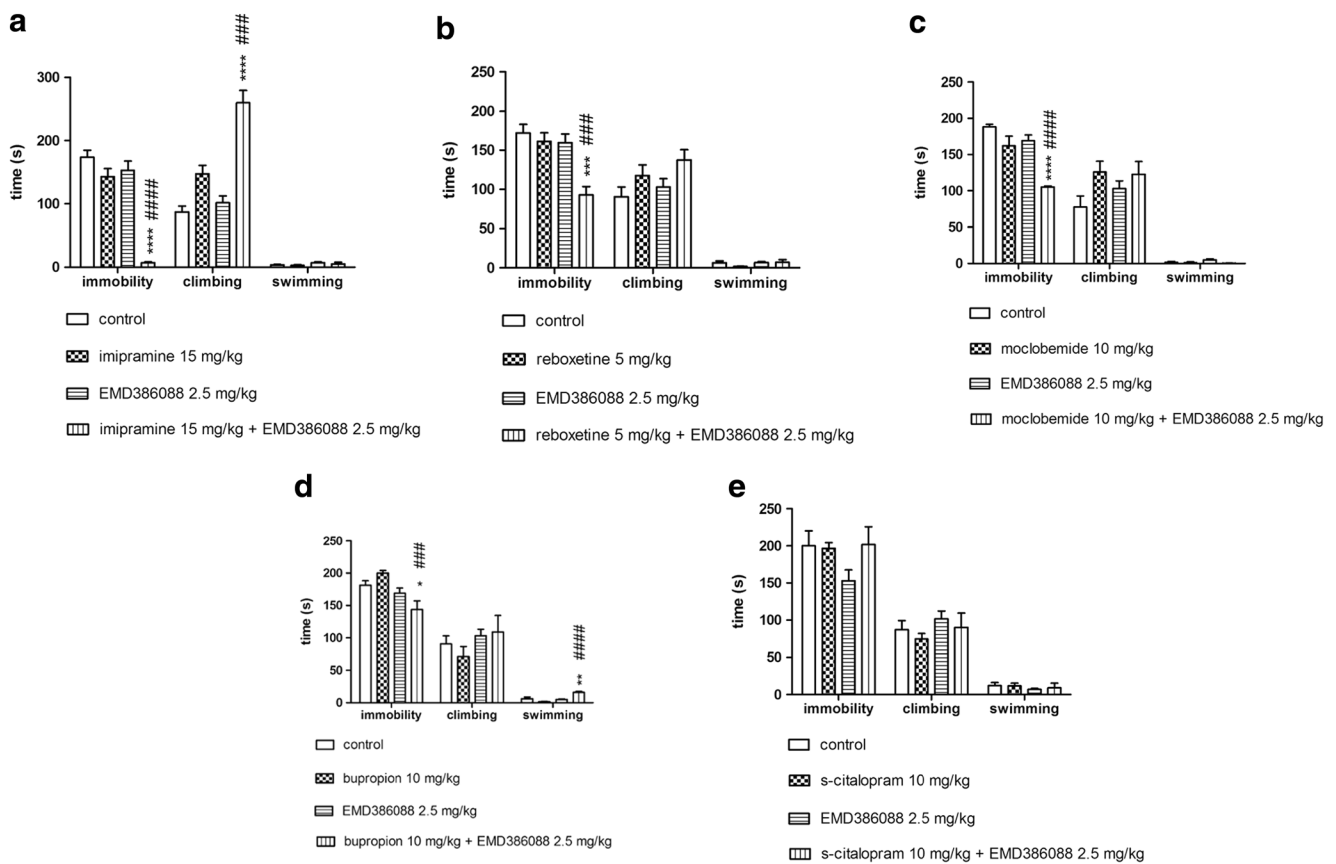 a
time (s)
300
200
100
0
**** ####
**** ###
immobility climbing swimming
control
imipramine 15 mg/kg
EMD386088 2.5 mg/kg
imipramine 15 mg/kg + EMD386088 2.5 mg/kg
b
time (s)
250
200
150
100
50
0
*** ###
immobility climbing swimming
control
reboxetine 5 mg/kg
EMD386088 2.5 mg/kg
reboxetine 5 mg/kg + EMD386088 2.5 mg/kg
c
time (s)
250
200
150
100
50
0
**** ####
immobility climbing swimming
control
moclobemide 10 mg/kg
EMD386088 2.5 mg/kg
moclobemide 10 mg/kg + EMD386088 2.5 mg/kg
d
time (s)
250
200
150
100
50
0
* ###
** ####
immobility climbing swimming
control
bupropion 10 mg/kg
EMD386088 2.5 mg/kg
bupropion 10 mg/kg + EMD386088 2.5 mg/kg
e
time (s)
250
200
150
100
50
0
immobility climbing swimming
control
s-citalopram 10 mg/kg
EMD386088 2.5 mg/kg
s-citalopram 10 mg/kg + EMD386088 2.5 mg/kg